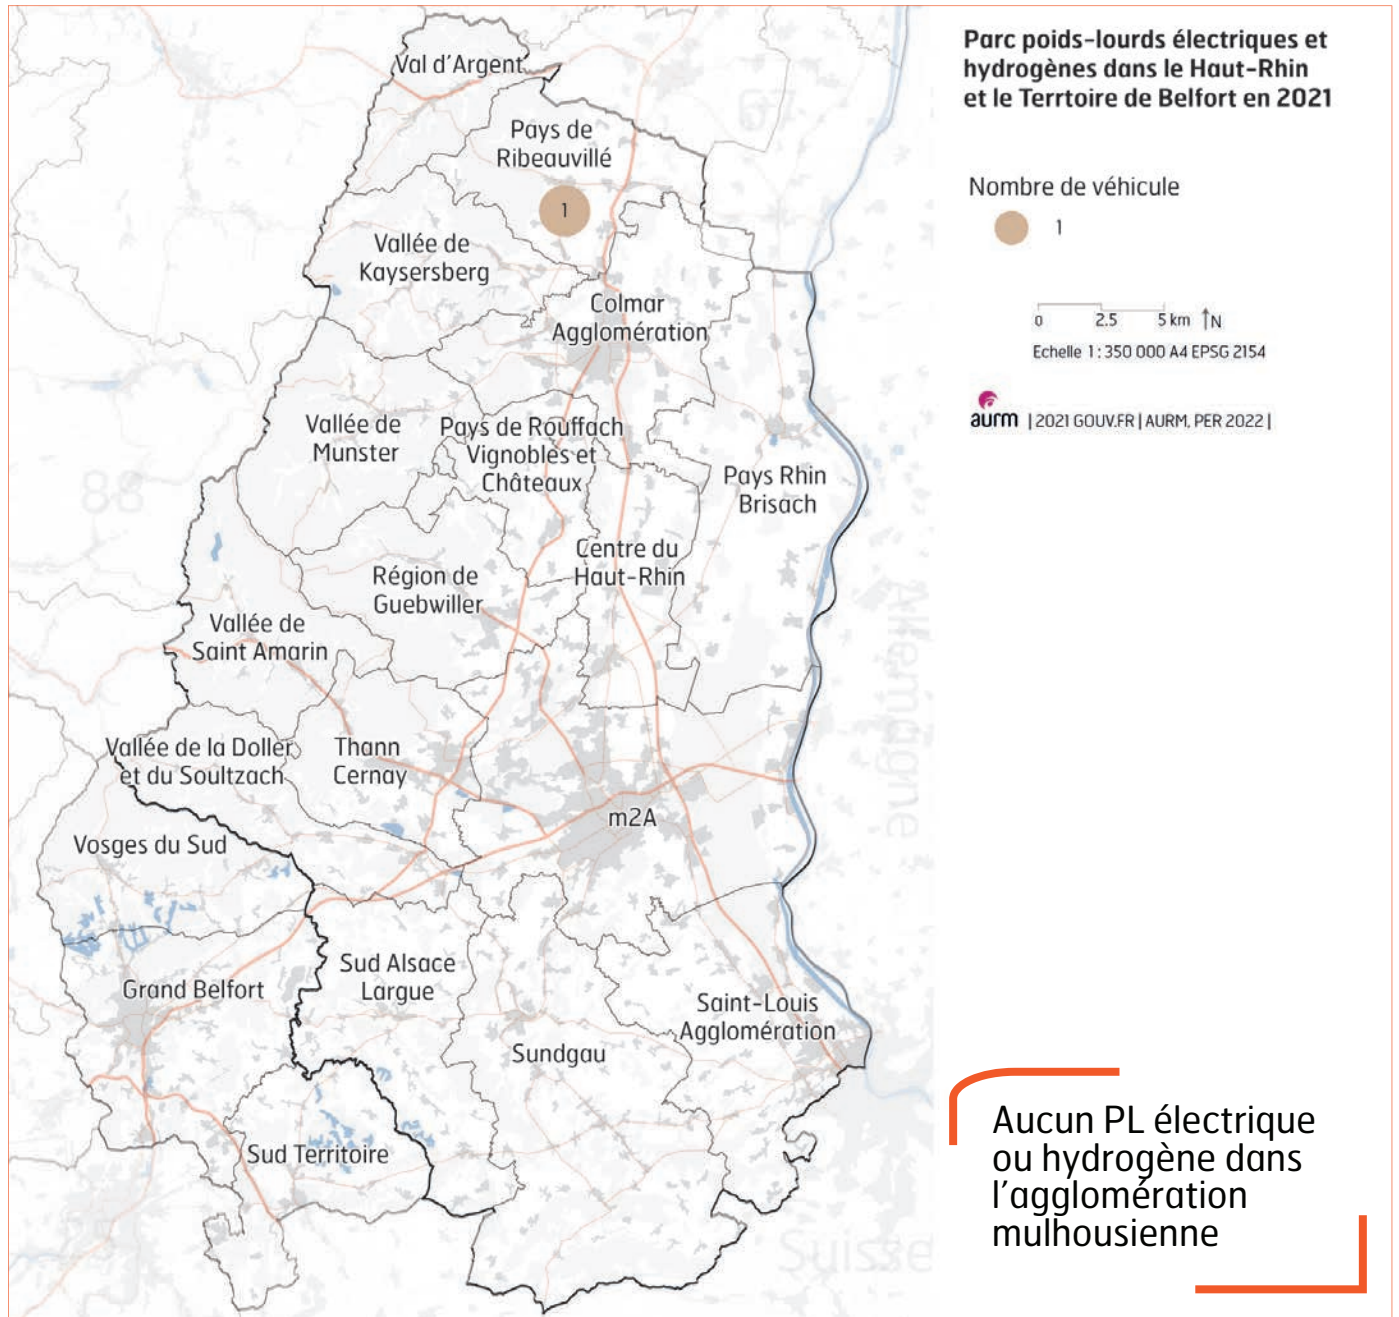 Parc poids-lourds électriques et
hydrogènes dans le Haut-Rhin
et le Terrtoire de Belfort en 2021
Nombre de véhicule
1
0 2.5 5 km N
Echelle 1 : 350 000 A4 EPSG 2154
aurm | 2021 GOUV.FR | AURM, PER 2022 |
Val d'Argent
67
Pays de
Ribeauvillé
1
Vallée de
Kaysersberg
Colmar
Agglomération
Vallée de
Munster
Pays de Rouffach
Vignobles et
Châteaux
Pays Rhin
Brisach
88
Centre du
Haut-Rhin
Région de
Guebwiller
Allemagne
Vallée de
Saint Amarin
Vallée de la Doller
et du Soultzach
Thann
Cernay
m2A
Vosges du Sud
Grand Belfort
Sud Alsace
Largue
Saint-Louis
Agglomération
Sundgau
Sud Territoire
Suisse
Aucun PL électrique
ou hydrogène dans
l'agglomération
mulhousienne